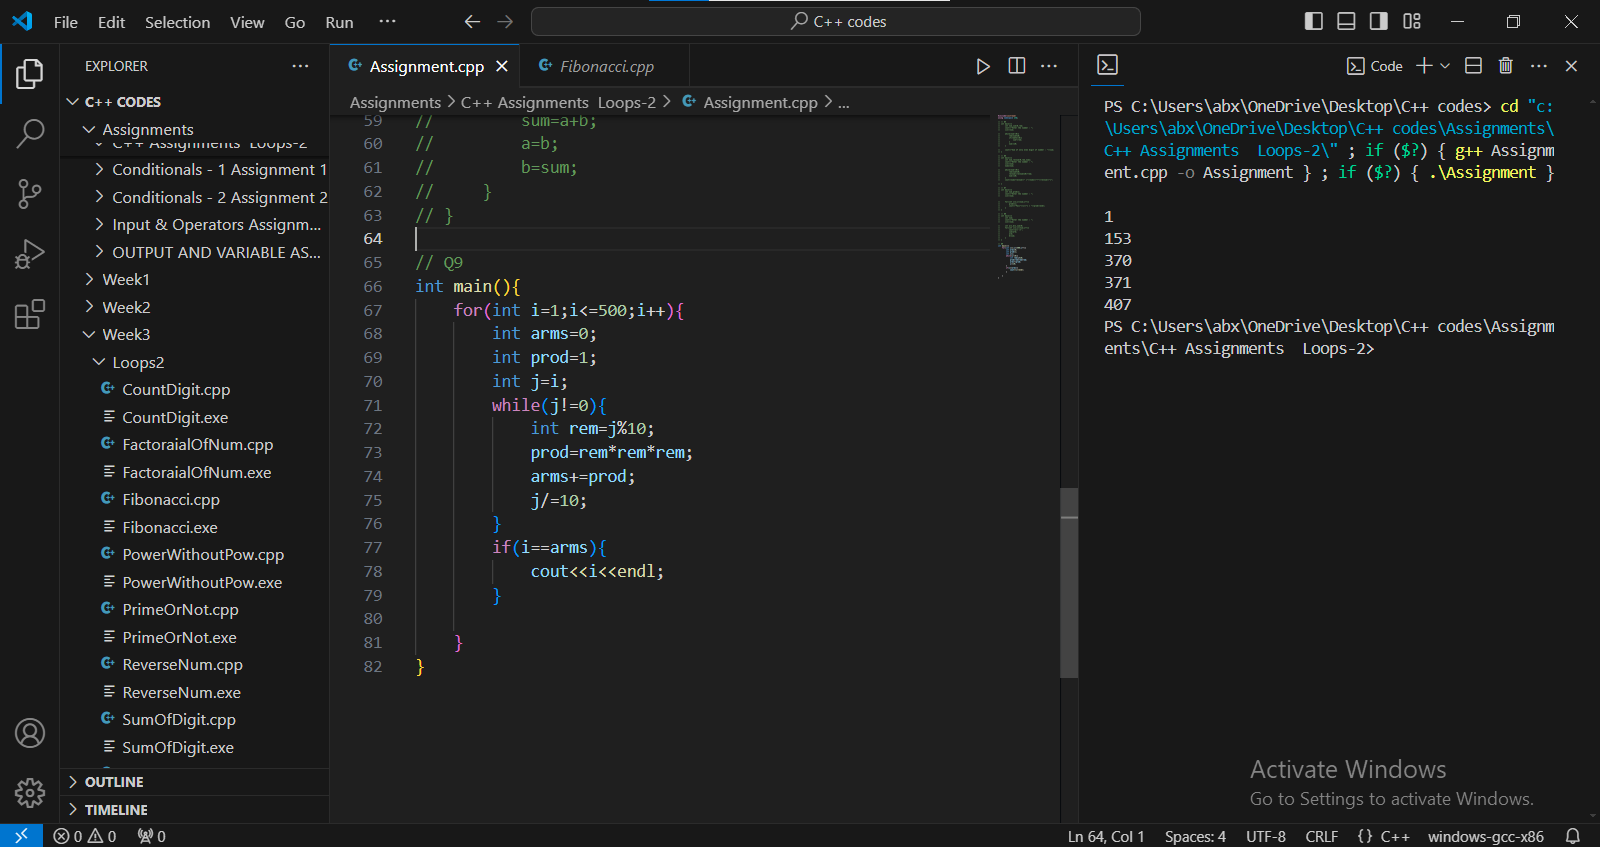 File Edit Selection View Go Run ··· C++ codes
EXPLORER ···
C++ CODES
Assignments
C++ Assignments Loops-2
Conditionals - 1 Assignment 1
Conditionals - 2 Assignment 2
Input & Operators Assignm...
OUTPUT AND VARIABLE AS...
Week1
Week2
Week3
Loops2
CountDigit.cpp
CountDigit.exe
FactoraialOfNum.cpp
FactoraialOfNum.exe
Fibonacci.cpp
Fibonacci.exe
PowerWithoutPow.cpp
PowerWithoutPow.exe
PrimeOrNot.cpp
PrimeOrNot.exe
ReverseNum.cpp
ReverseNum.exe
SumOfDigit.cpp
SumOfDigit.exe
OUTLINE
TIMELINE
Assignment.cpp Fibonacci.cpp
Assignments > C++ Assignments Loops-2 > Assignment.cpp > ...
59 // sum=a+b;
60 // a=b;
61 // b=sum;
62 // }
63 // }
64
65 // Q9
66 int main(){
67 for(int i=1;i<=500;i++){
68 int arms=0;
69 int prod=1;
70 int j=i;
71 while(j!=0){
72 int rem=j%10;
73 prod=rem*rem*rem;
74 arms+=prod;
75 j/=10;
76 }
77 if(i==arms){
78 cout<<i<<endl;
79 }
80
81 }
82 }
Code
PS C:\Users\abx\OneDrive\Desktop\C++ codes> cd "c:
\Users\abx\OneDrive\Desktop\C++ codes\Assignments\
C++ Assignments  Loops-2\" ; if ($?) { g++ Assignm
ent.cpp -o Assignment } ; if ($?) { .\Assignment }
1
153
370
371
407
PS C:\Users\abx\OneDrive\Desktop\C++ codes\Assignm
ents\C++ Assignments  Loops-2>
Activate Windows
Go to Settings to activate Windows.
0 0 0 Ln 64, Col 1 Spaces: 4 UTF-8 CRLF {} C++ windows-gcc-x86